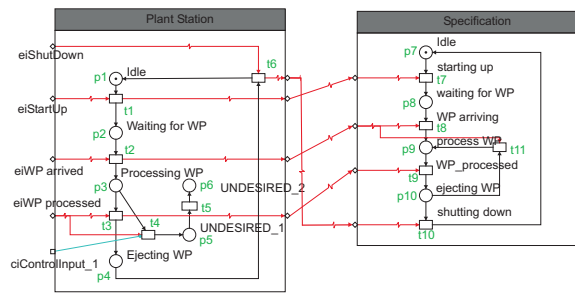 Plant Station
Specification
eiShutDown
t6
p1
Idle
eiStartUp
t1
p2
Waiting for WP
t2
eiWP arrived
Processing WP
p3
p6
UNDESIRED_2
eiWP processed
t5
t3
t4
UNDESIRED_1
p5
Ejecting WP
p4
ciControlInput_1
p7
Idle
starting up
t7
waiting for WP
p8
WP arriving
t8
process WP
p9
t11
WP_processed
t9
ejecting WP
p10
shutting down
t10